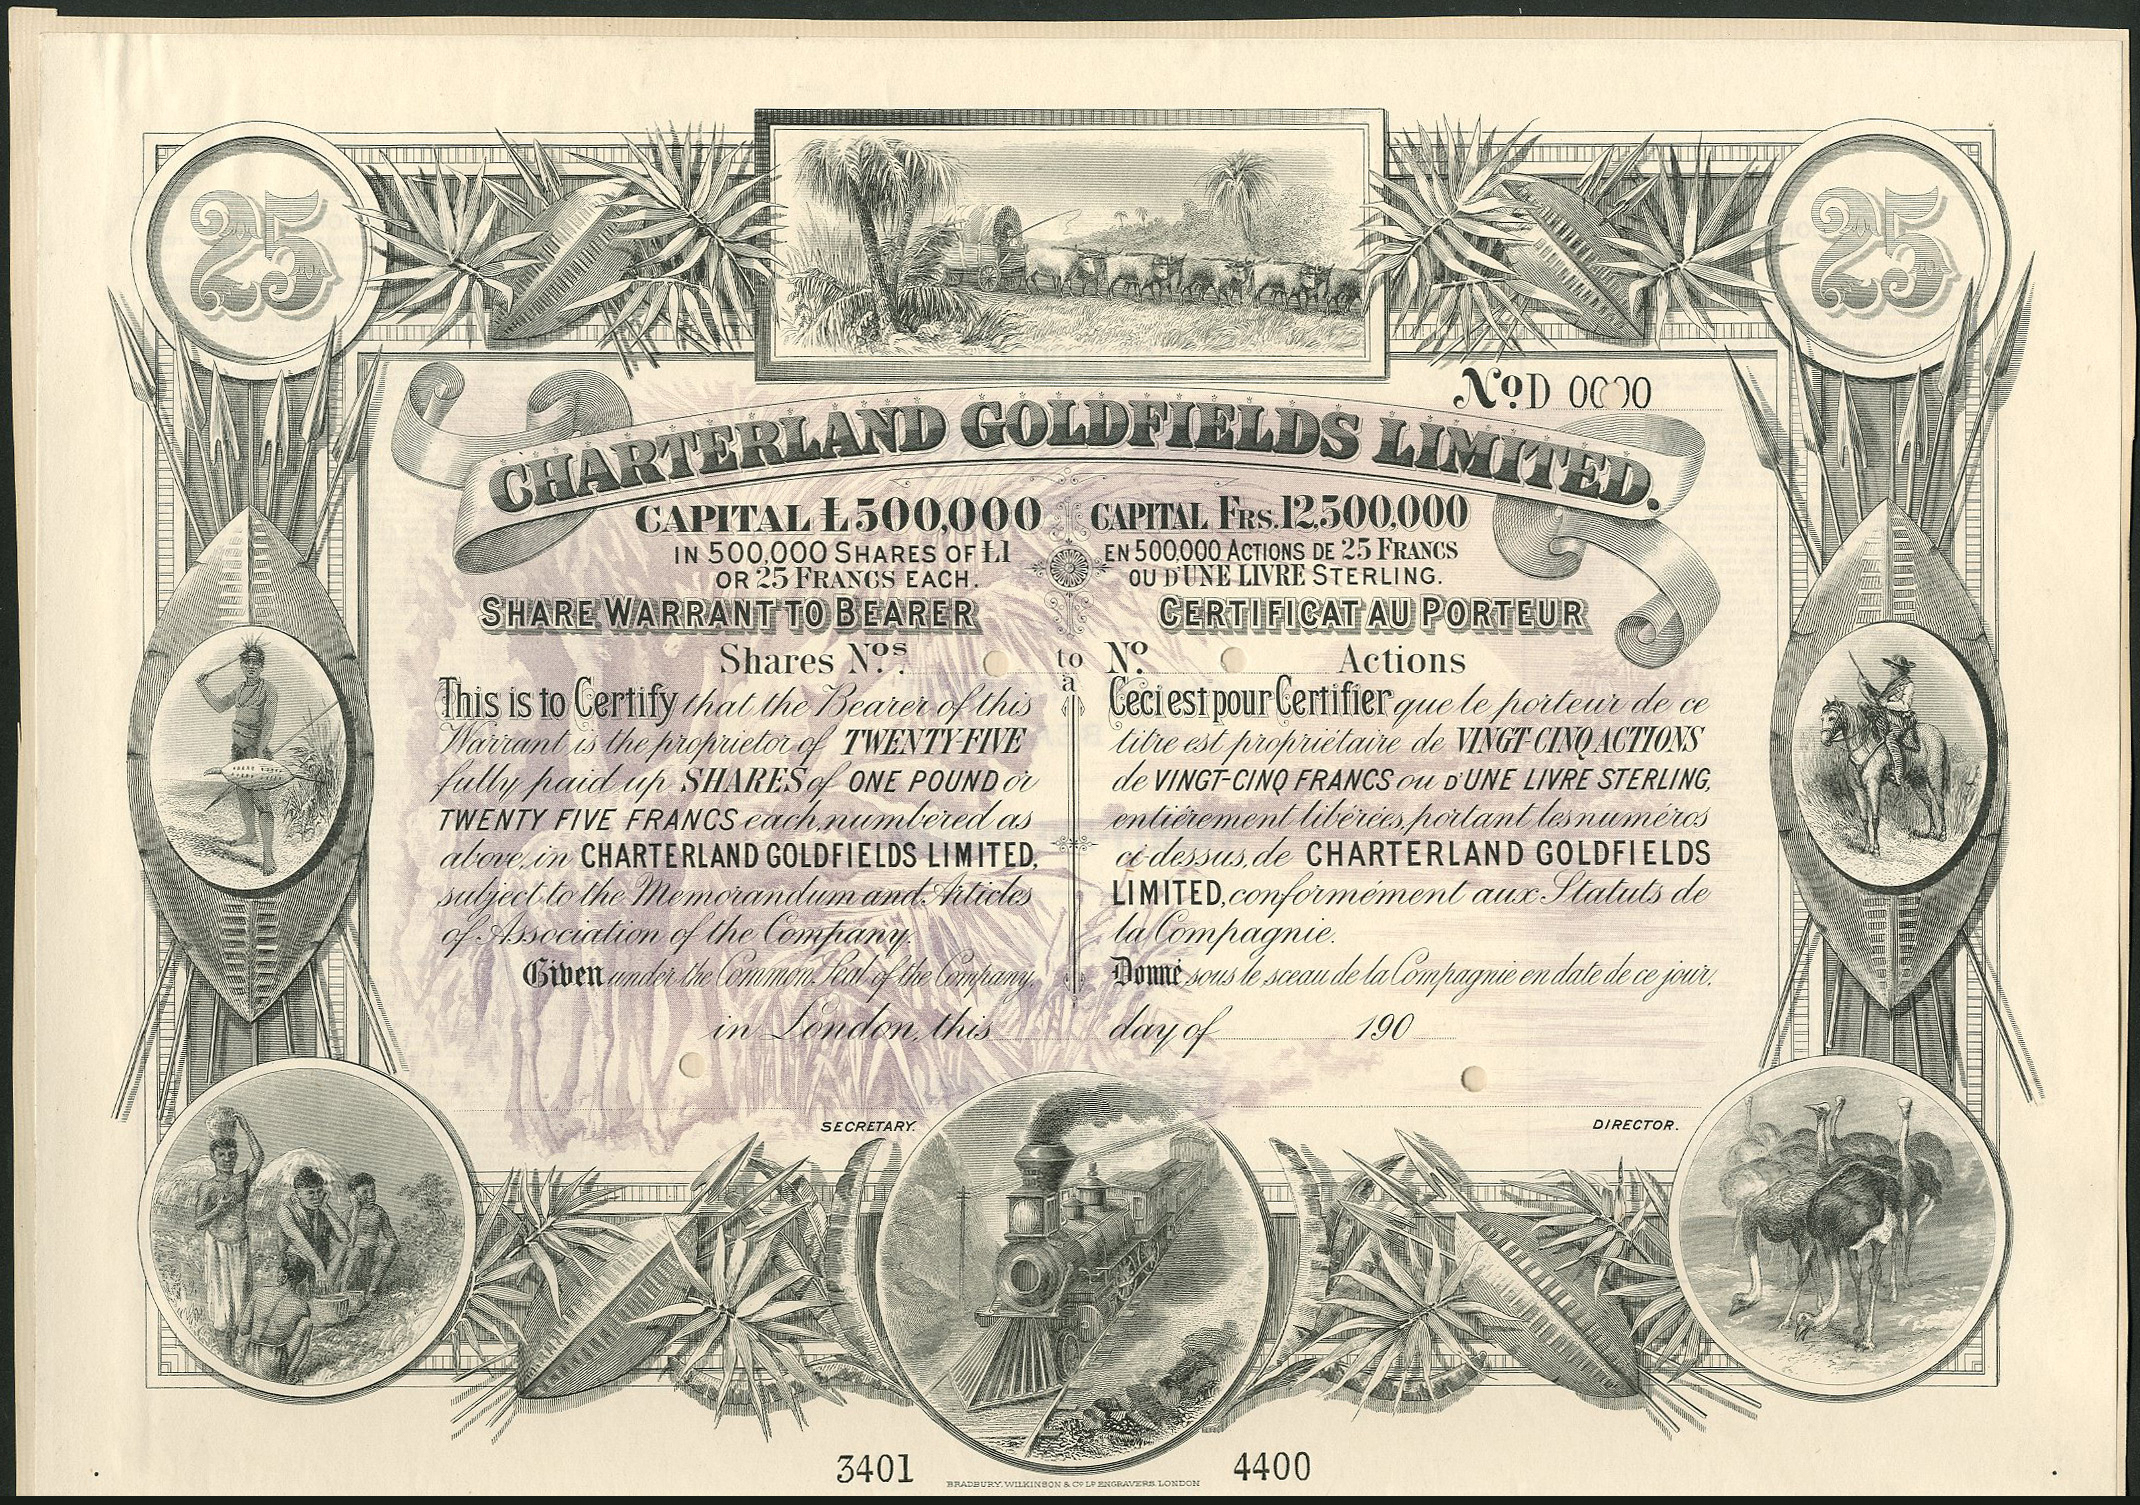 25
25
No. D 0000
CHARTERLAND GOLDFIELDS LIMITED.
CAPITAL £500,000
IN 500,000 SHARES OF £1
OR 25 FRANCS EACH.
SHARE WARRANT TO BEARER
CAPITAL FRS. 12,500,000
EN 500,000 ACTIONS DE 25 FRANCS
OU D'UNE LIVRE STERLING.
CERTIFICAT AU PORTEUR
Shares Nos. to No. Actions
a
This is to Certify that the Bearer of this
Warrant is the proprietor of TWENTY-FIVE
fully paid up SHARES of ONE POUND or
TWENTY FIVE FRANCS each, numbered as
above, in CHARTERLAND GOLDFIELDS LIMITED,
subject to the Memorandum and Articles
of Association of the Company.
Given under the Common Seal of the Company,
Ceci est pour Certifier que le porteur de ce
titre est propriétaire de VINGT-CINQ ACTIONS
de VINGT-CINQ FRANCS ou D'UNE LIVRE STERLING,
entiérement libérées, portant les numéros
ci-dessus, de CHARTERLAND GOLDFIELDS
LIMITED, conformément aux Statuts de
la Compagnie.
Donné sous le sceau de la Compagnie en date de ce jour.
in London, this day of 190
SECRETARY.
DIRECTOR.
3401
4400
BRADBURY, WILKINSON & Co. Ld. ENGRAVERS, LONDON